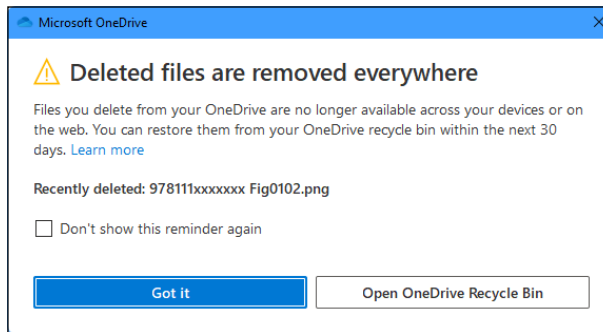 Microsoft OneDrive
Deleted files are removed everywhere
Files you delete from your OneDrive are no longer available across your devices or on
the web. You can restore them from your OneDrive recycle bin within the next 30
days. Learn more
Recently deleted: 978111xxxxxxx Fig0102.png
Don't show this reminder again
Got it
Open OneDrive Recycle Bin